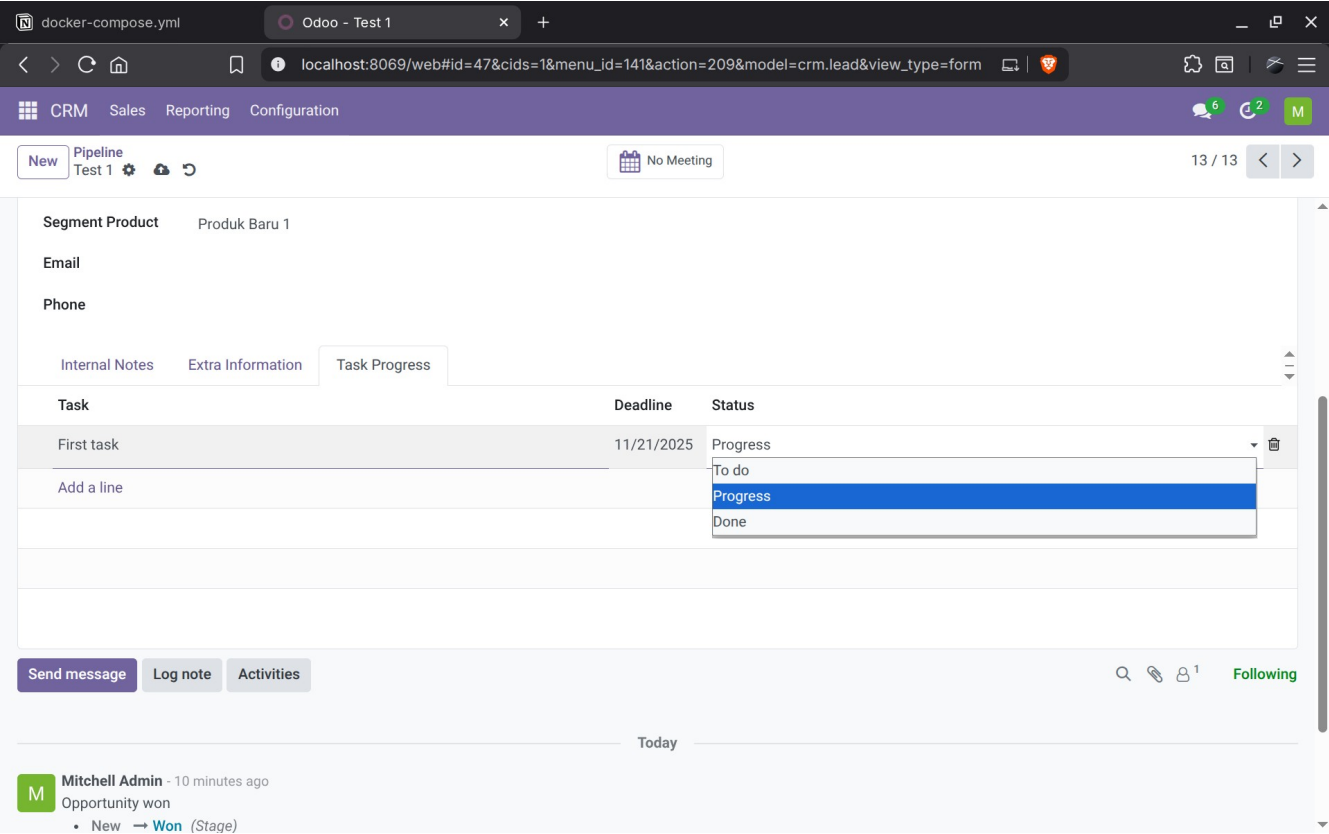 docker-compose.yml
Odoo - Test 1
localhost:8069/web#id=47&cids=1&menu_id=141&action=209&model=crm.lead&view_type=form
CRM Sales Reporting Configuration 6 2 M
New Pipeline
Test 1
No Meeting
13 / 13
Segment Product Produk Baru 1
Email
Phone
Internal Notes Extra Information Task Progress
Task Deadline Status
First task 11/21/2025 Progress
To do
Add a line
Progress
Done
Send message Log note Activities 1 Following
Today
M Mitchell Admin - 10 minutes ago
Opportunity won
• New → Won (Stage)